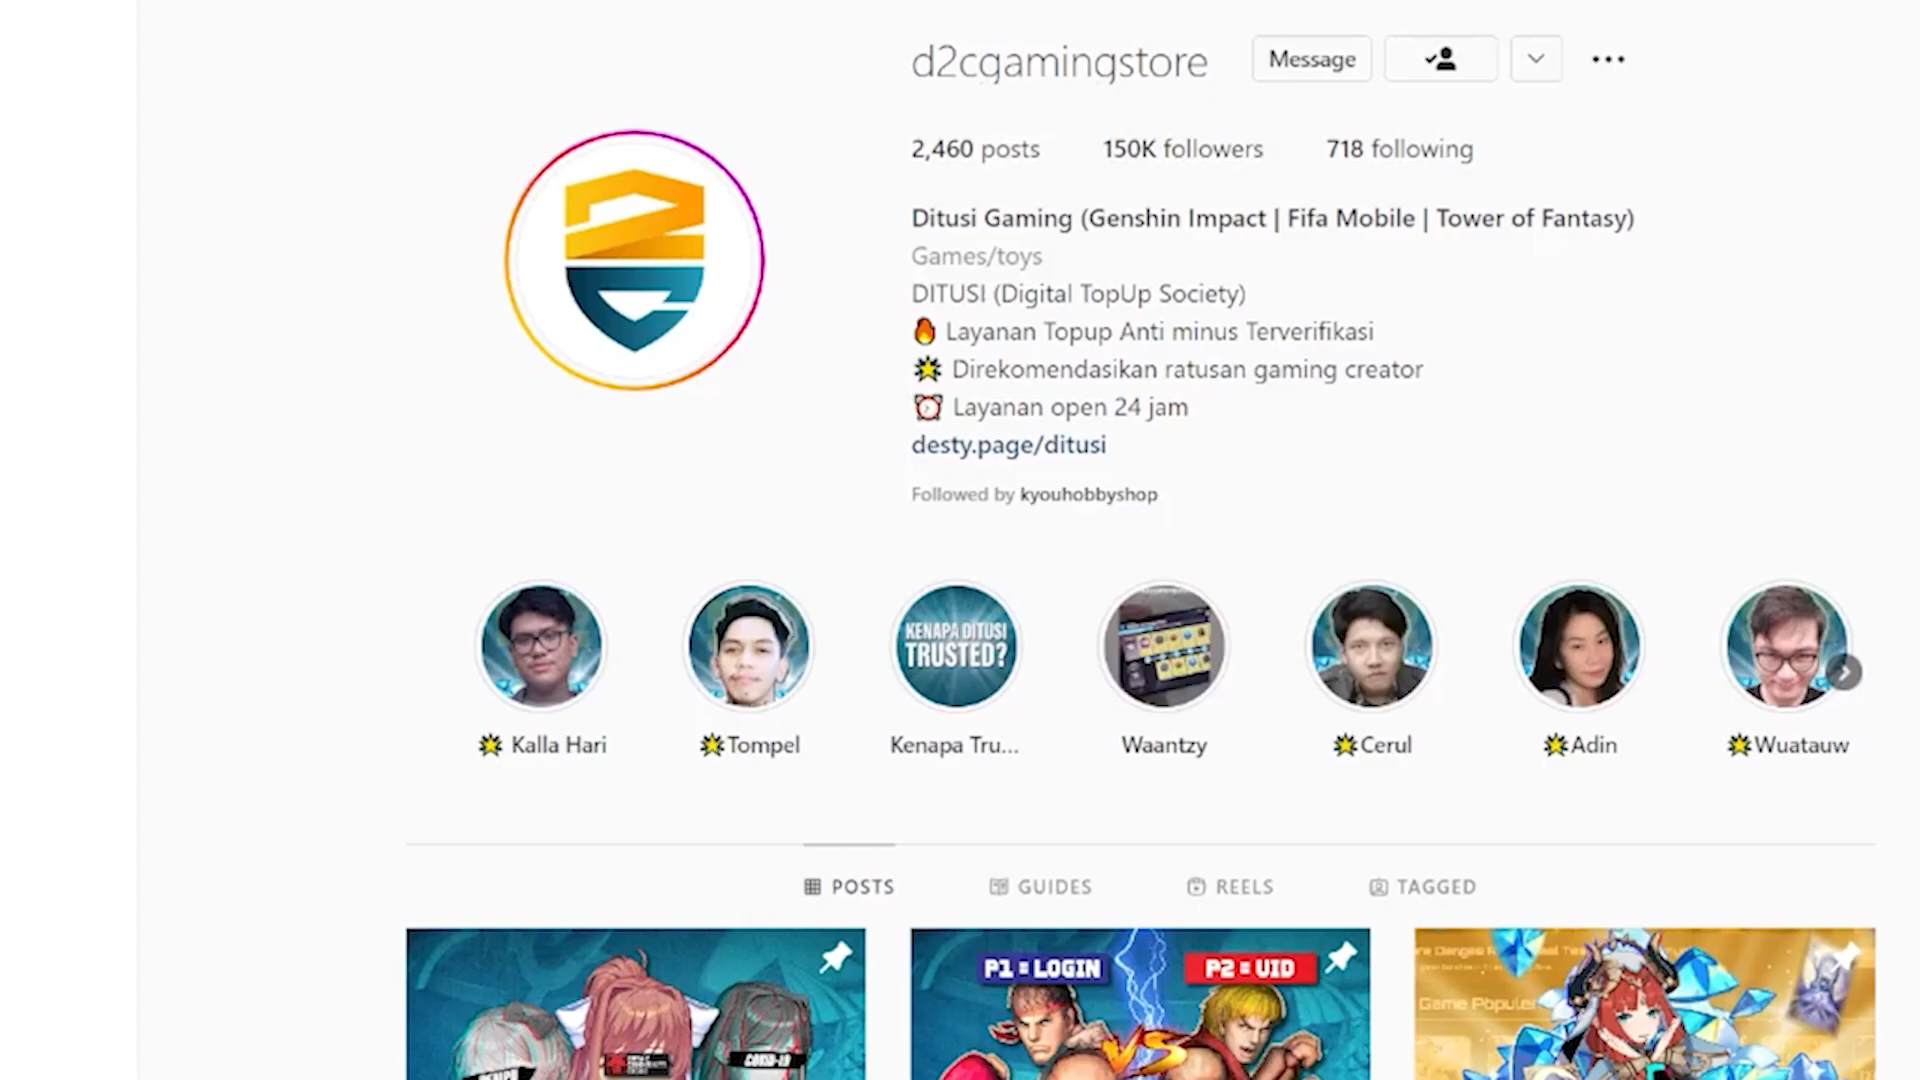 d2cgamingstore
Message
2,460 posts
150K followers
718 following
Ditusi Gaming (Genshin Impact | Fifa Mobile | Tower of Fantasy)
Games/toys
DITUSI (Digital TopUp Society)
🔥 Layanan Topup Anti minus Terverifikasi
🌟 Direkomendasikan ratusan gaming creator
⏰ Layanan open 24 jam
desty.page/ditusi
Followed by kyouhobbyshop
KENAPA DITUSI
TRUSTED?
🌟 Kalla Hari
🌟Tompel
Kenapa Tru...
Waantzy
🌟Cerul
🌟Adin
🌟Wuatauw
POSTS
GUIDES
REELS
TAGGED
P1 = LOGIN
P2 = UID
VS
Game Populer
COVID-19